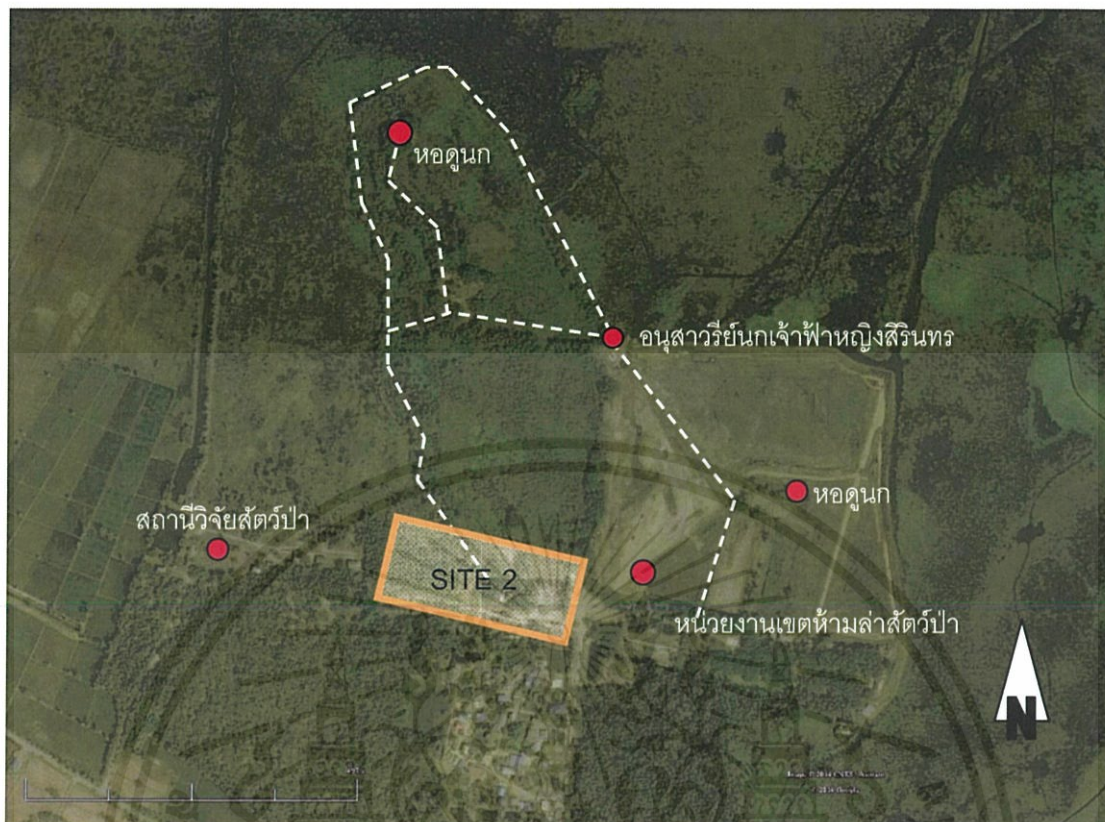 หอดูนก
อนุสาวรีย์นกเจ้าฟ้าหญิงสิรินทร
หอดูนก
สถานีวิจัยสัตว์ป่า
SITE 2
หน่วยงานเขตห้ามล่าสัตว์ป่า
N